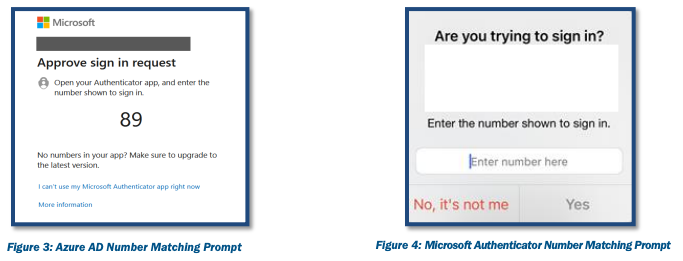 Microsoft
Approve sign in request
Open your Authenticator app, and enter the
number shown to sign in.
89
No numbers in your app? Make sure to upgrade to
the latest version.
I can't use my Microsoft Authenticator app right now
More information
Figure 3: Azure AD Number Matching Prompt
Are you trying to sign in?
Enter the number shown to sign in.
Enter number here
No, it's not me
Yes
Figure 4: Microsoft Authenticator Number Matching Prompt